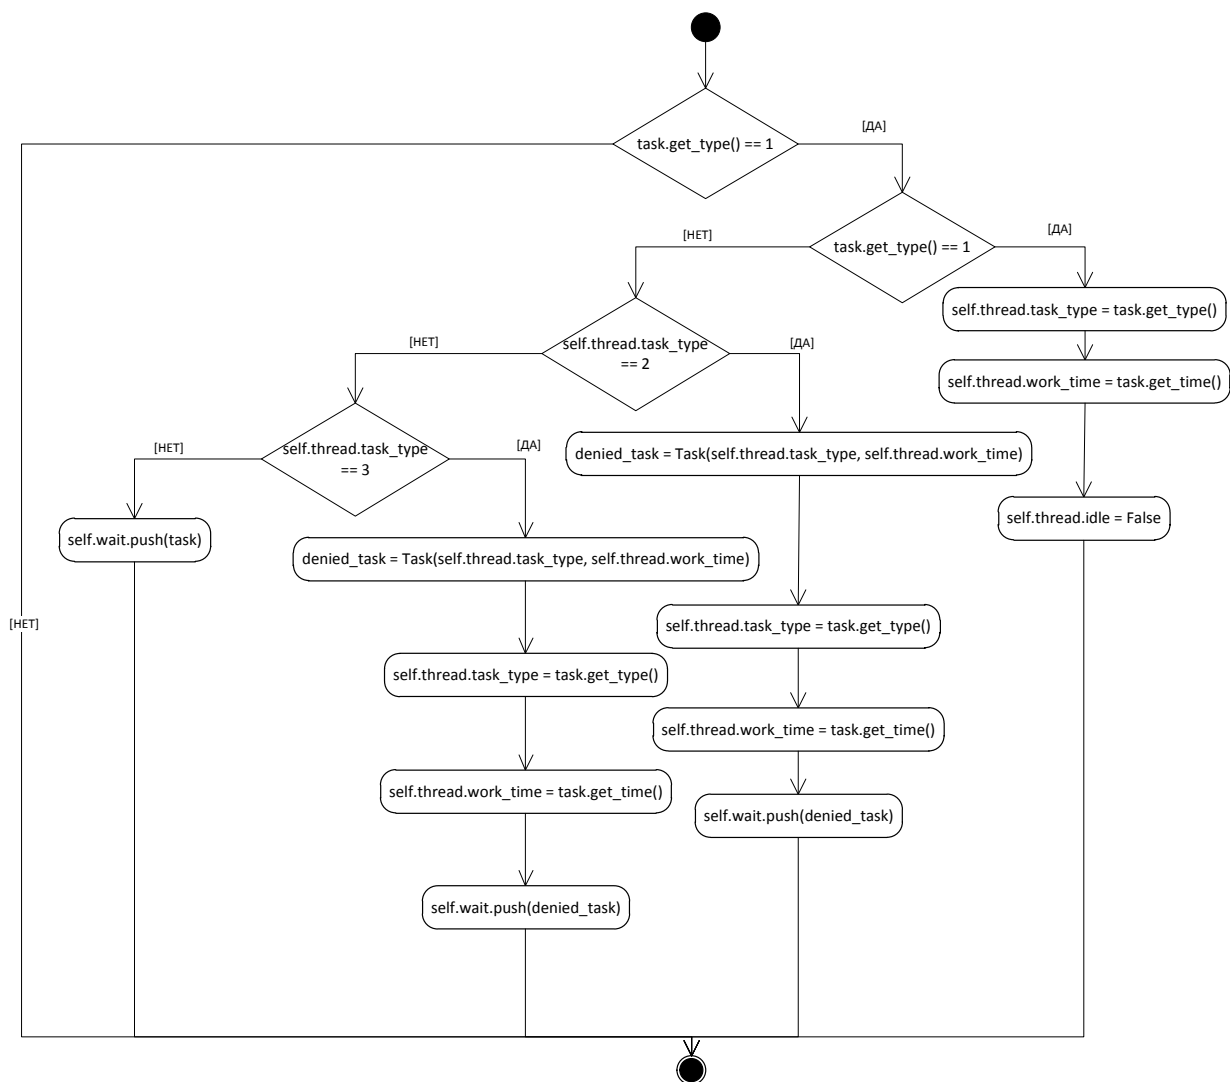 task.get_type() == 1
[ДА]
task.get_type() == 1
[НЕТ]
[ДА]
self.thread.task_type = task.get_type()
self.thread.work_time = task.get_time()
self.thread.idle = False
self.thread.task_type
== 2
[НЕТ]
[ДА]
denied_task = Task(self.thread.task_type, self.thread.work_time)
self.thread.task_type = task.get_type()
self.thread.work_time = task.get_time()
self.wait.push(denied_task)
self.thread.task_type
== 3
[НЕТ]
[ДА]
self.wait.push(task)
denied_task = Task(self.thread.task_type, self.thread.work_time)
self.thread.task_type = task.get_type()
self.thread.work_time = task.get_time()
self.wait.push(denied_task)
[НЕТ]